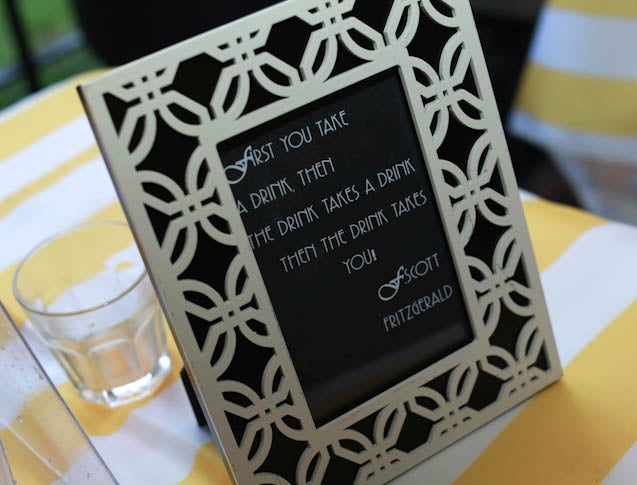 First you take
a drink, then
the drink takes a drink
then the drink takes
you!
F.Scott
Fritzgerald